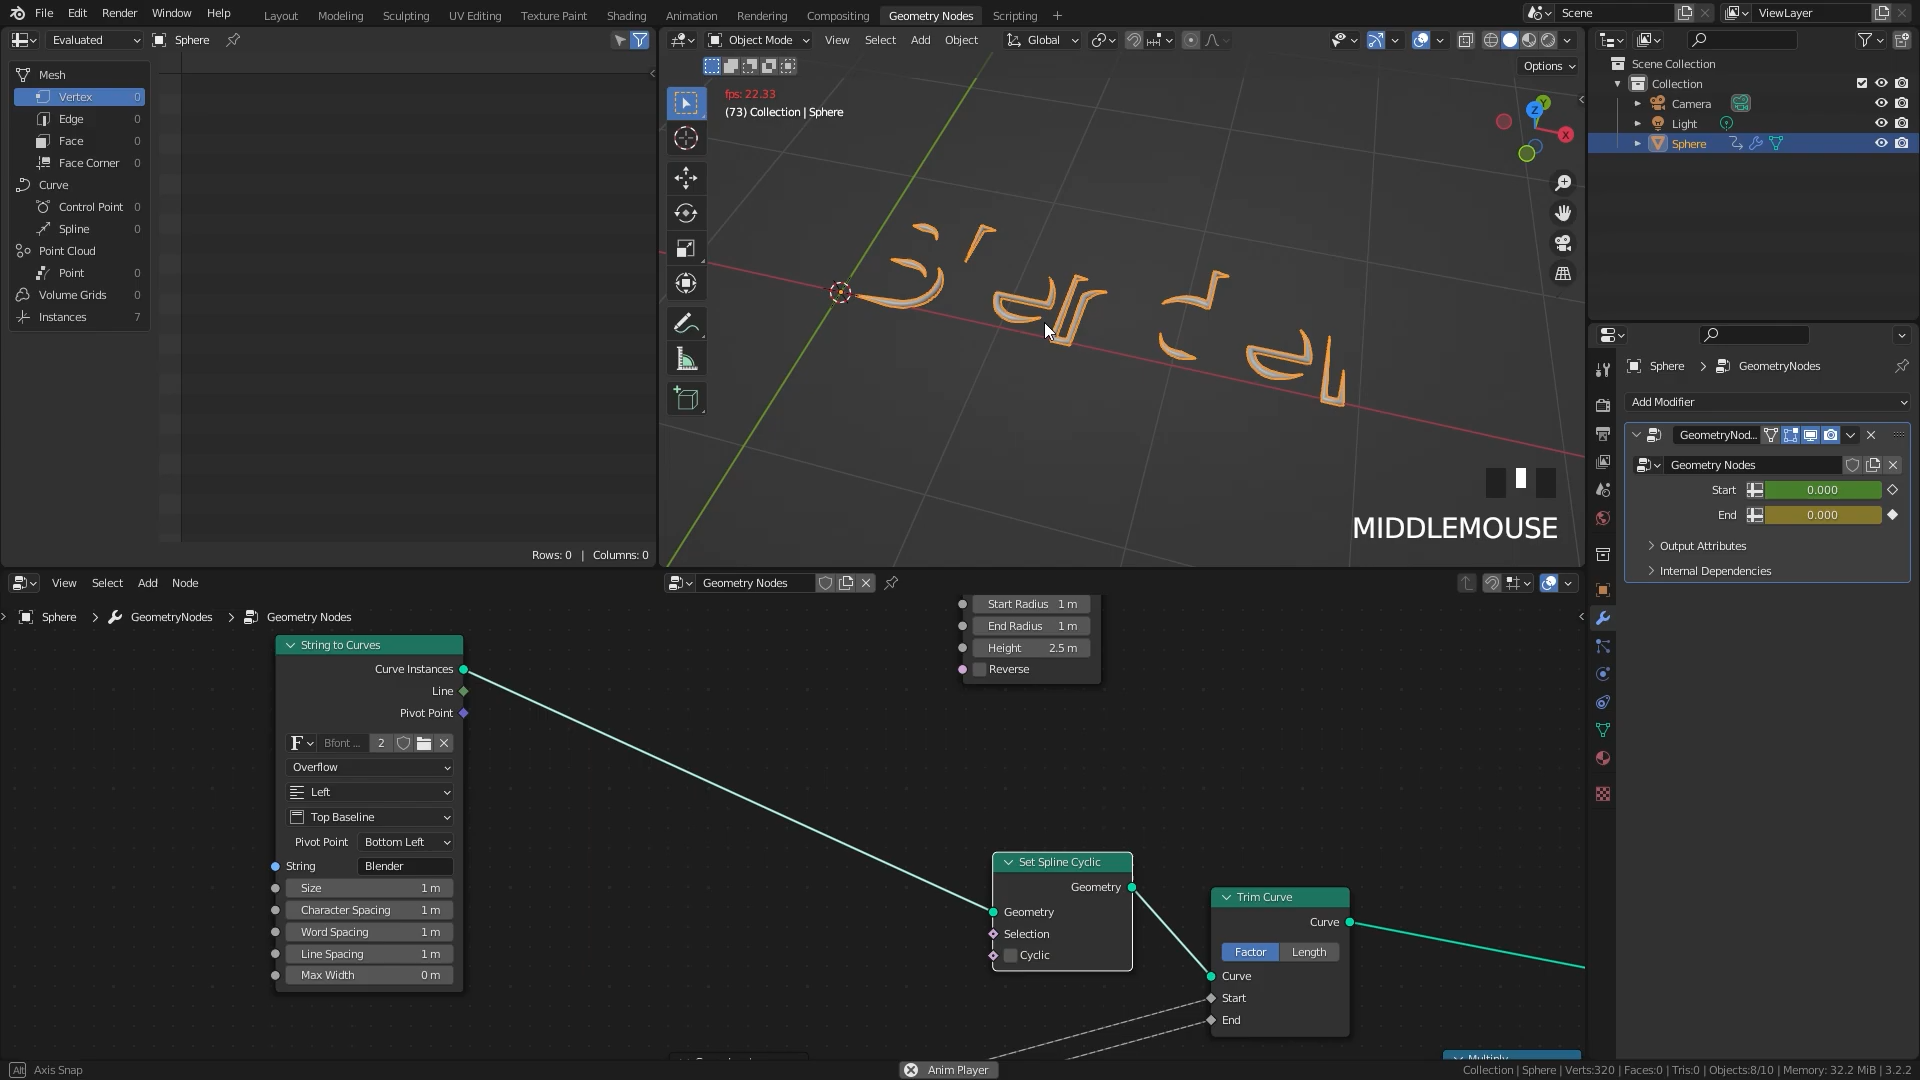 File Edit Render Window Help Layout Modeling Sculpting UV Editing Texture Paint Shading Animation Rendering Compositing Geometry Nodes Scripting + Scene ViewLayer
Evaluated Sphere Object Mode View Select Add Object Global
Options
Mesh
Vertex 0
Edge 0
Face 0
Face Corner 0
Curve
Control Point 0
Spline 0
Point Cloud
Point 0
Volume Grids 0
Instances 7
Rows: 0 | Columns: 0
fps: 22.33
(73) Collection | Sphere
Z
Y
X
MIDDLEMOUSE
Scene Collection
Collection
Camera
Light
Sphere
Sphere > GeometryNodes
Add Modifier
GeometryNod...
Geometry Nodes
Start 0.000
End 0.000
Output Attributes
Internal Dependencies
View Select Add Node Geometry Nodes
Sphere > GeometryNodes > Geometry Nodes
String to Curves
Curve Instances
Line
Pivot Point
F Bfont ... 2
Overflow
Left
Top Baseline
Pivot Point Bottom Left
String Blender
Size 1 m
Character Spacing 1 m
Word Spacing 1 m
Line Spacing 1 m
Max Width 0 m
Start Radius 1 m
End Radius 1 m
Height 2.5 m
Reverse
Set Spline Cyclic
Geometry
Geometry
Selection
Cyclic
Trim Curve
Curve
Factor Length
Curve
Start
End
Multiply
Alt Axis Snap Anim Player Collection | Sphere | Verts:320 | Faces:0 | Tris:0 | Objects:8/10 | Memory: 32.2 MiB | 3.2.2